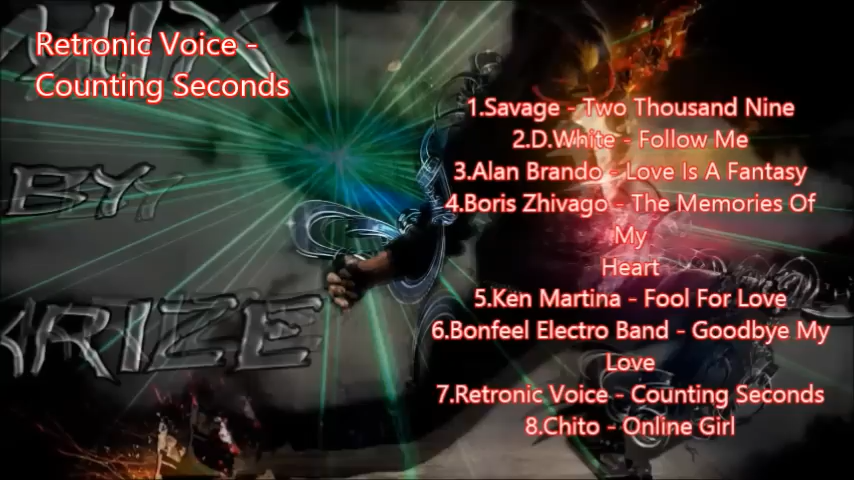 Retronic Voice -
Counting Seconds
MIX
BY
KRIZE
1.Savage - Two Thousand Nine
2.D.White - Follow Me
3.Alan Brando - Love Is A Fantasy
4.Boris Zhivago - The Memories Of
My
Heart
5.Ken Martina - Fool For Love
6.Bonfeel Electro Band - Goodbye My
Love
7.Retronic Voice - Counting Seconds
8.Chito - Online Girl